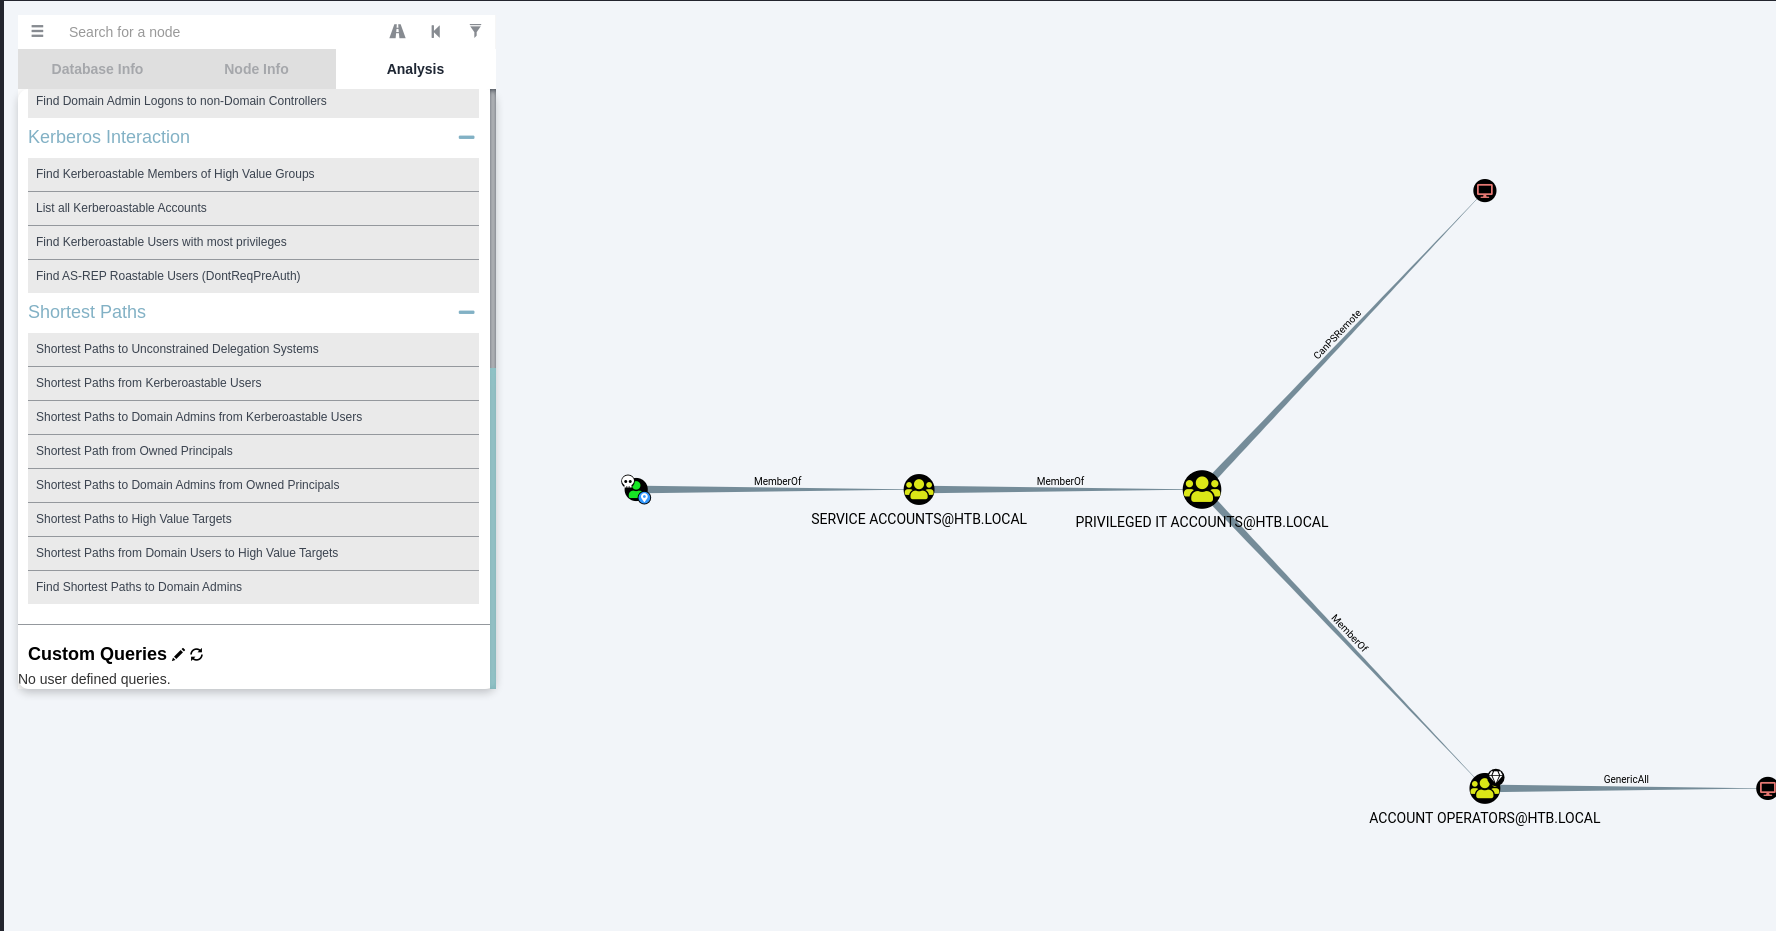 Search for a node
Database Info
Node Info
Analysis
Find Domain Admin Logons to non-Domain Controllers
Kerberos Interaction
Find Kerberoastable Members of High Value Groups
List all Kerberoastable Accounts
Find Kerberoastable Users with most privileges
Find AS-REP Roastable Users (DontReqPreAuth)
Shortest Paths
Shortest Paths to Unconstrained Delegation Systems
Shortest Paths from Kerberoastable Users
Shortest Paths to Domain Admins from Kerberoastable Users
Shortest Path from Owned Principals
Shortest Paths to Domain Admins from Owned Principals
Shortest Paths to High Value Targets
Shortest Paths from Domain Users to High Value Targets
Find Shortest Paths to Domain Admins
Custom Queries
No user defined queries.
CanPSRemote
MemberOf
MemberOf
SERVICE ACCOUNTS@HTB.LOCAL
PRIVILEGED IT ACCOUNTS@HTB.LOCAL
MemberOf
GenericAll
ACCOUNT OPERATORS@HTB.LOCAL